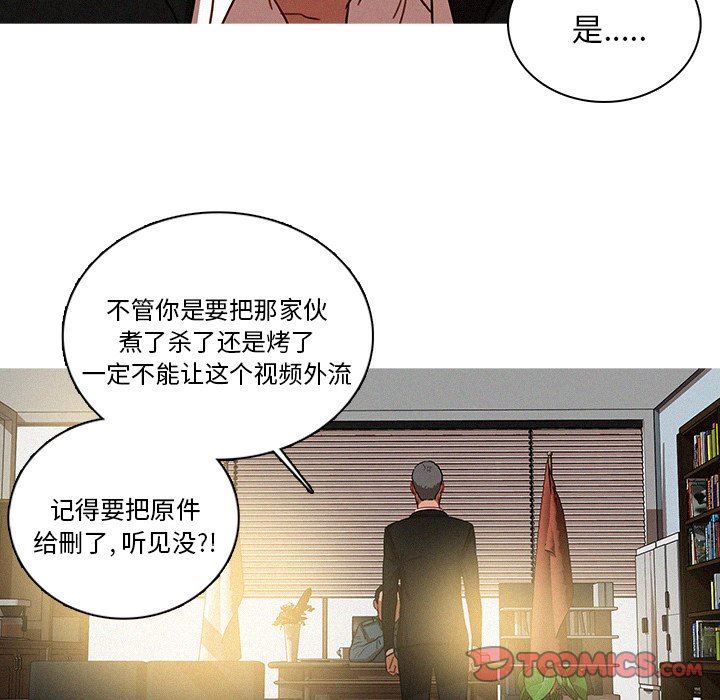 是.....
不管你是要把那家伙
煮了杀了还是烤了
一定不能让这个视频外流
记得要把原件
给删了, 听见没?!
TOOMICS.COM